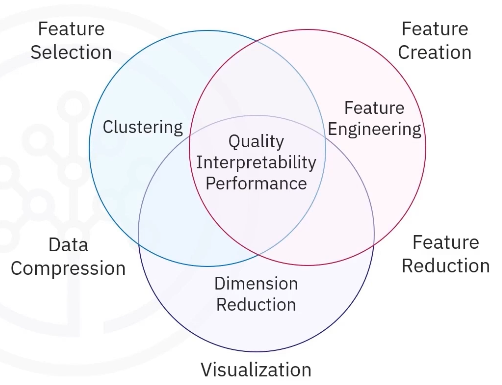 Feature
Selection
Feature
Creation
Clustering
Feature
Engineering
Quality
Interpretability
Performance
Data
Compression
Feature
Reduction
Dimension
Reduction
Visualization